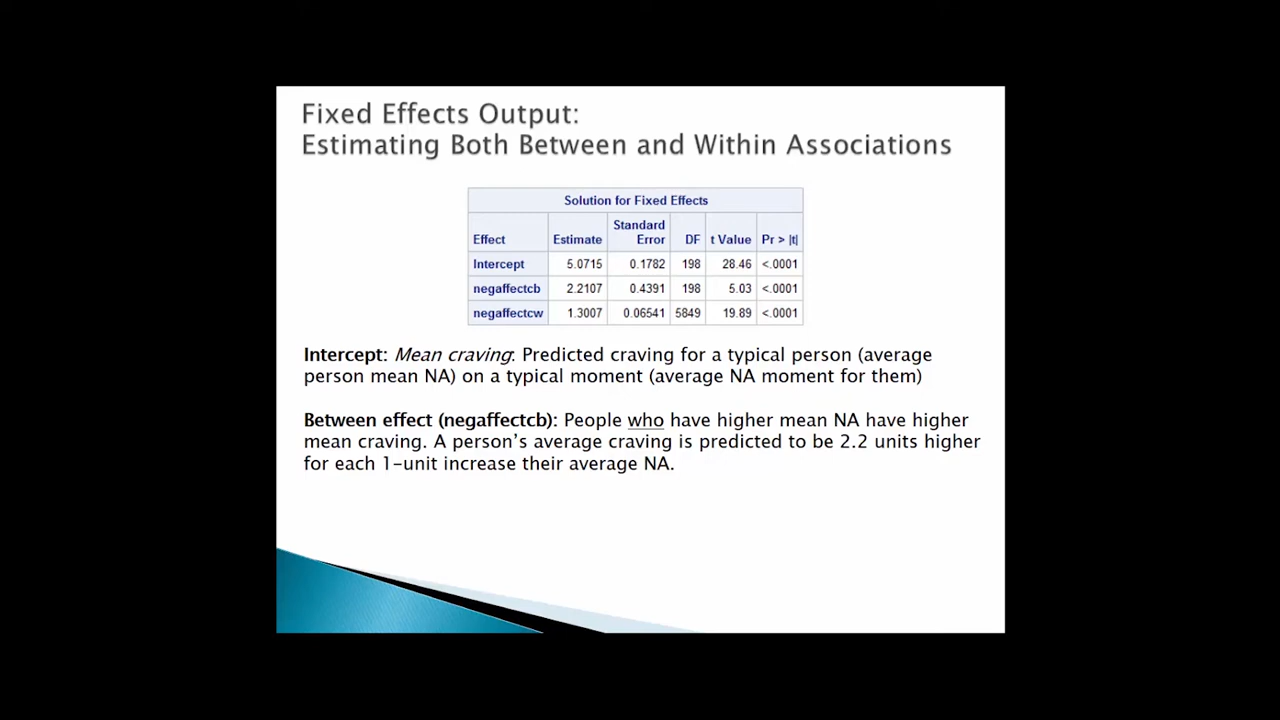 Fixed Effects Output:
Estimating Both Between and Within Associations
Solution for Fixed Effects
Effect Estimate Standard Error DF t Value Pr > |t|
Intercept 5.0715 0.1782 198 28.46 <.0001
negaffectcb 2.2107 0.4391 198 5.03 <.0001
negaffectcw 1.3007 0.06541 5849 19.89 <.0001
Intercept: Mean craving: Predicted craving for a typical person (average
person mean NA) on a typical moment (average NA moment for them)
Between effect (negaffectcb): People who have higher mean NA have higher
mean craving. A person's average craving is predicted to be 2.2 units higher
for each 1-unit increase their average NA.